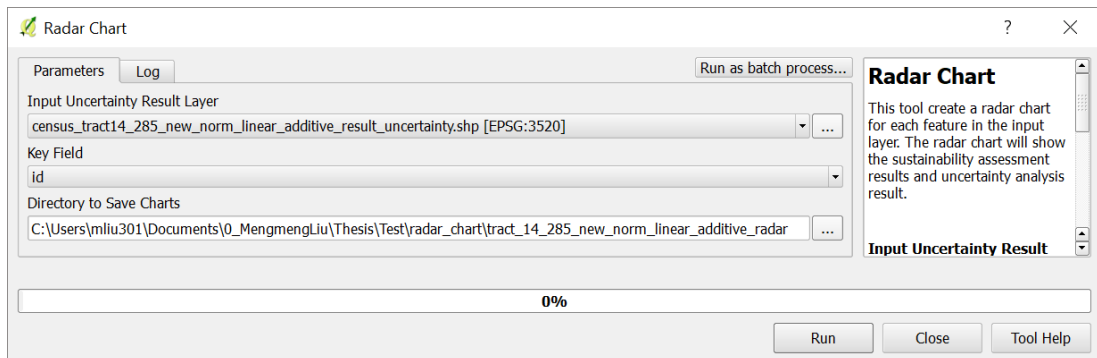 Radar Chart
?
Parameters
Log
Run as batch process...
Input Uncertainty Result Layer
census_tract14_285_new_norm_linear_additive_result_uncertainty.shp [EPSG:3520]
...
Key Field
id
Directory to Save Charts
C:\Users\mliu301\Documents\0_MengmengLiu\Thesis\Test\radar_chart\tract_14_285_new_norm_linear_additive_radar
...
Radar Chart
This tool create a radar chart
for each feature in the input
layer. The radar chart will show
the sustainability assessment
results and uncertainty analysis
result.
Input Uncertainty Result
0%
Run
Close
Tool Help